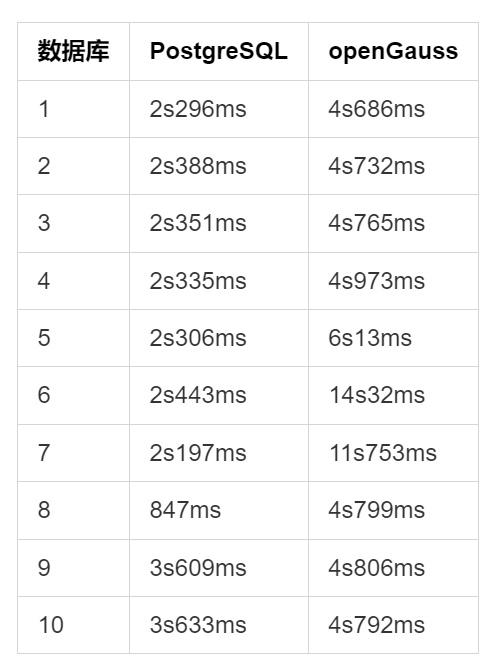 数据库 PostgreSQL openGauss
1 2s296ms 4s686ms
2 2s388ms 4s732ms
3 2s351ms 4s765ms
4 2s335ms 4s973ms
5 2s306ms 6s13ms
6 2s443ms 14s32ms
7 2s197ms 11s753ms
8 847ms 4s799ms
9 3s609ms 4s806ms
10 3s633ms 4s792ms